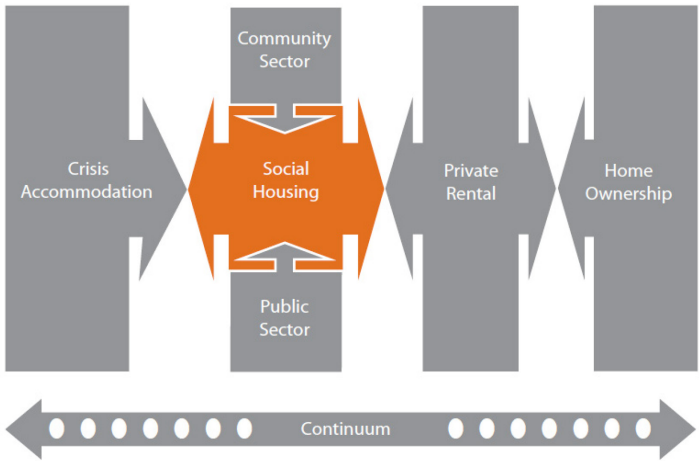 Community
Sector
Crisis
Accommodation
Social
Housing
Private
Rental
Home
Ownership
Public
Sector
Continuum